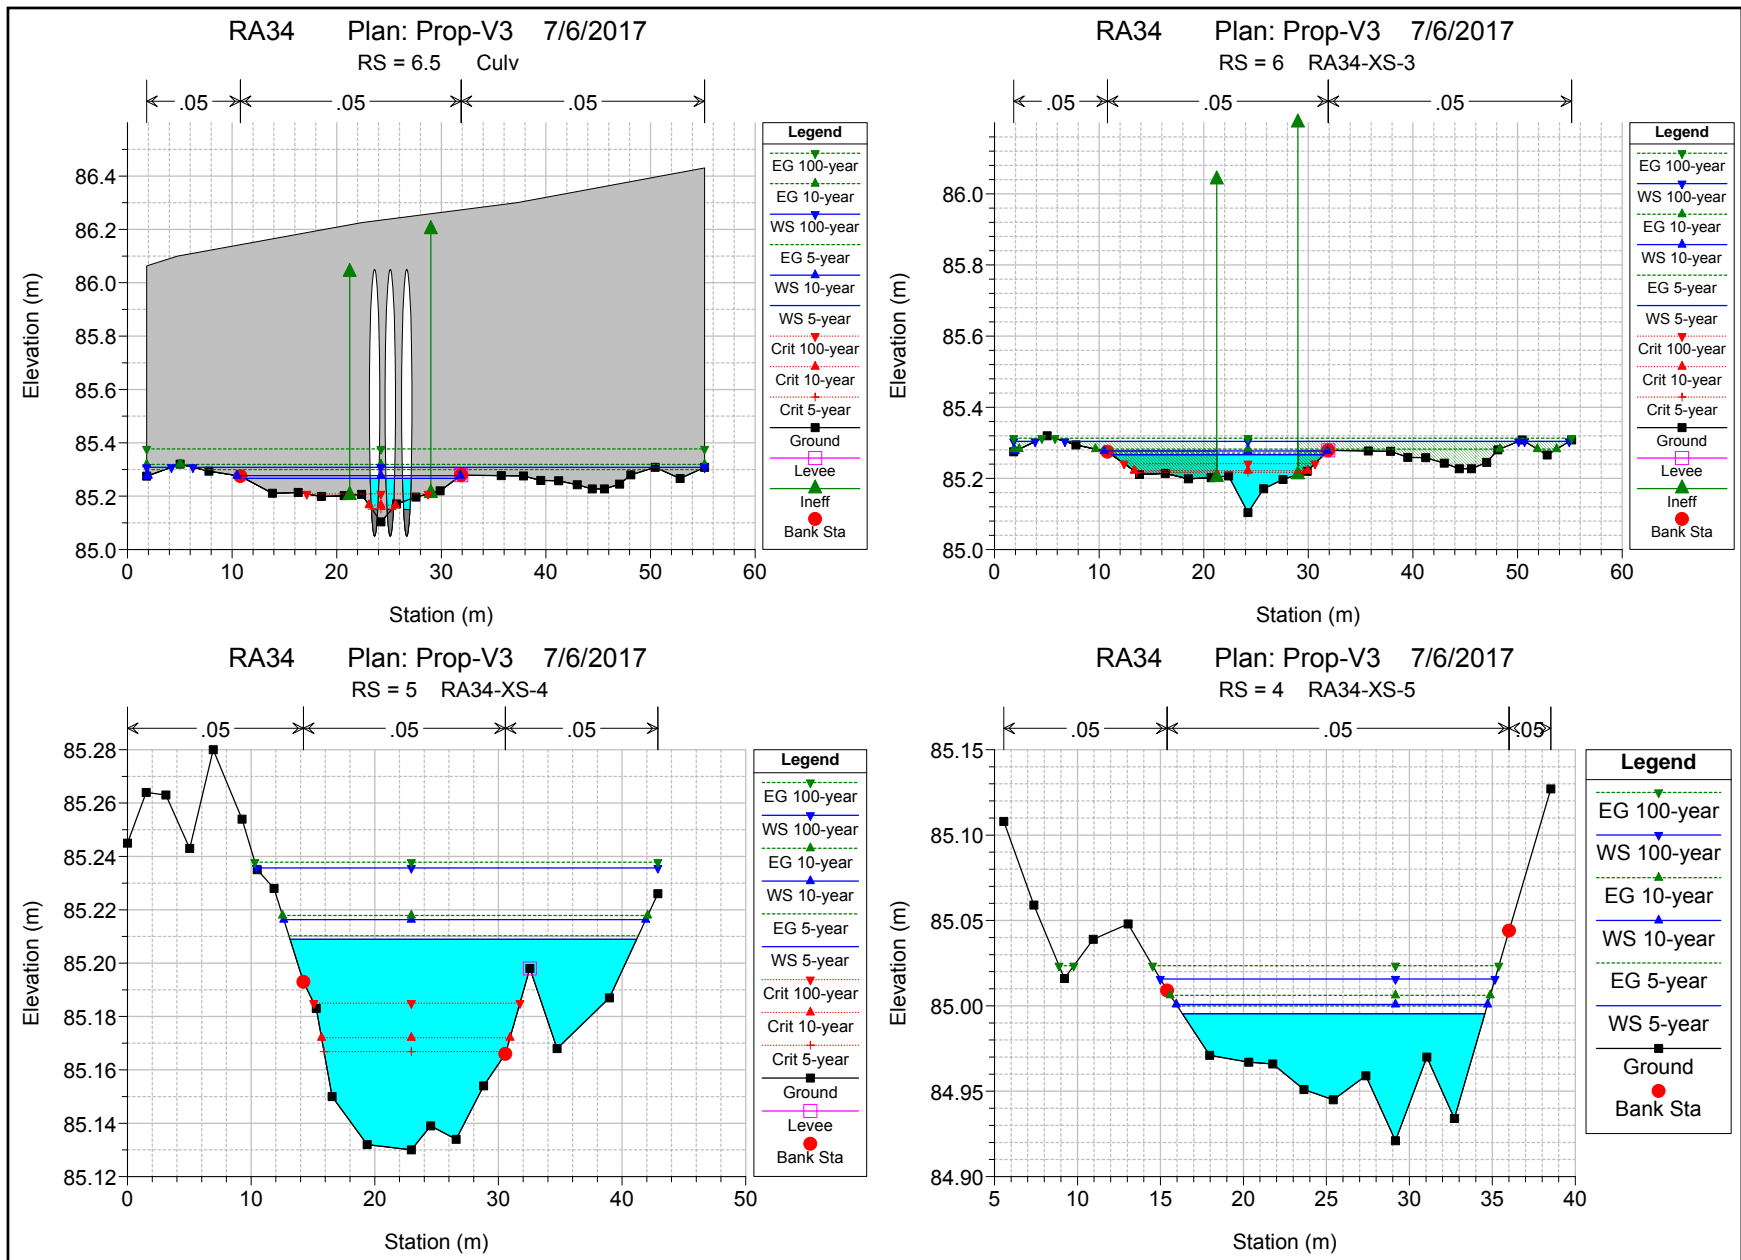 RA34 Plan: Prop-V3 7/6/2017
RS = 6.5 Culv
.05 .05 .05
86.4
86.2
86.0
85.8
85.6
85.4
85.2
85.0
Elevation (m)
0 10 20 30 40 50 60
Station (m)
Legend
EG 100-year
EG 10-year
WS 100-year
EG 5-year
WS 10-year
WS 5-year
Crit 100-year
Crit 10-year
Crit 5-year
Ground
Levee
Ineff
Bank Sta
RA34 Plan: Prop-V3 7/6/2017
RS = 6 RA34-XS-3
.05 .05 .05
86.0
85.8
85.6
85.4
85.2
85.0
Elevation (m)
0 10 20 30 40 50 60
Station (m)
Legend
EG 100-year
WS 100-year
EG 10-year
WS 10-year
EG 5-year
WS 5-year
Crit 100-year
Crit 10-year
Crit 5-year
Ground
Levee
Ineff
Bank Sta
RA34 Plan: Prop-V3 7/6/2017
RS = 5 RA34-XS-4
.05 .05 .05
85.28
85.26
85.24
85.22
85.20
85.18
85.16
85.14
85.12
Elevation (m)
0 10 20 30 40 50
Station (m)
Legend
EG 100-year
WS 100-year
EG 10-year
WS 10-year
EG 5-year
WS 5-year
Crit 100-year
Crit 10-year
Crit 5-year
Ground
Levee
Bank Sta
RA34 Plan: Prop-V3 7/6/2017
RS = 4 RA34-XS-5
.05 .05 .05
85.15
85.10
85.05
85.00
84.95
84.90
Elevation (m)
5 10 15 20 25 30 35 40
Station (m)
Legend
EG 100-year
WS 100-year
EG 10-year
WS 10-year
EG 5-year
WS 5-year
Ground
Bank Sta